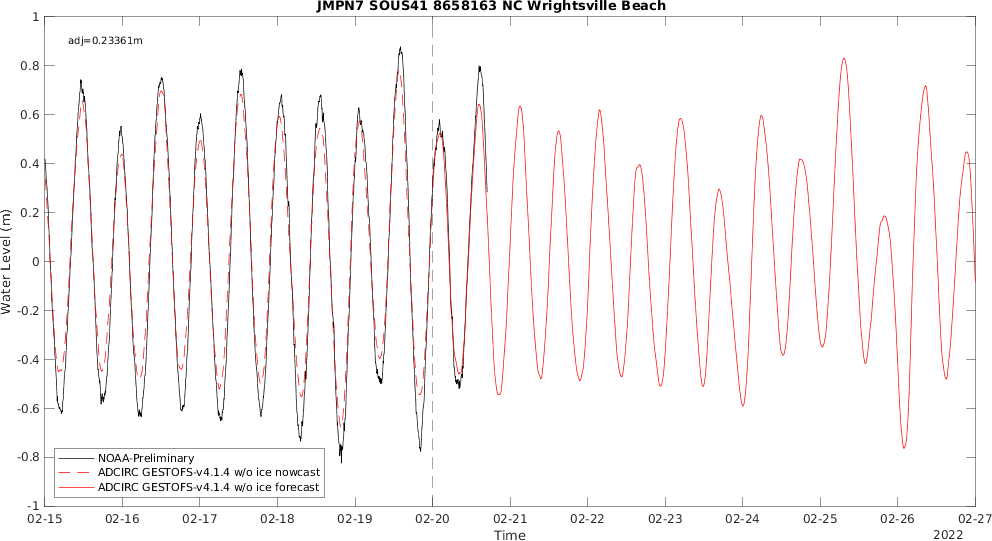 JMPN7 SOUS41 8658163 NC Wrightsville Beach
adj=0.23361m
1
0.8
0.6
0.4
0.2
0
-0.2
-0.4
-0.6
-0.8
-1
Water Level (m)
NOAA-Preliminary
ADCIRC GESTOFS-v4.1.4 w/o ice nowcast
ADCIRC GESTOFS-v4.1.4 w/o ice forecast
02-15 02-16 02-17 02-18 02-19 02-20 02-21 02-22 02-23 02-24 02-25 02-26 02-27
Time
2022